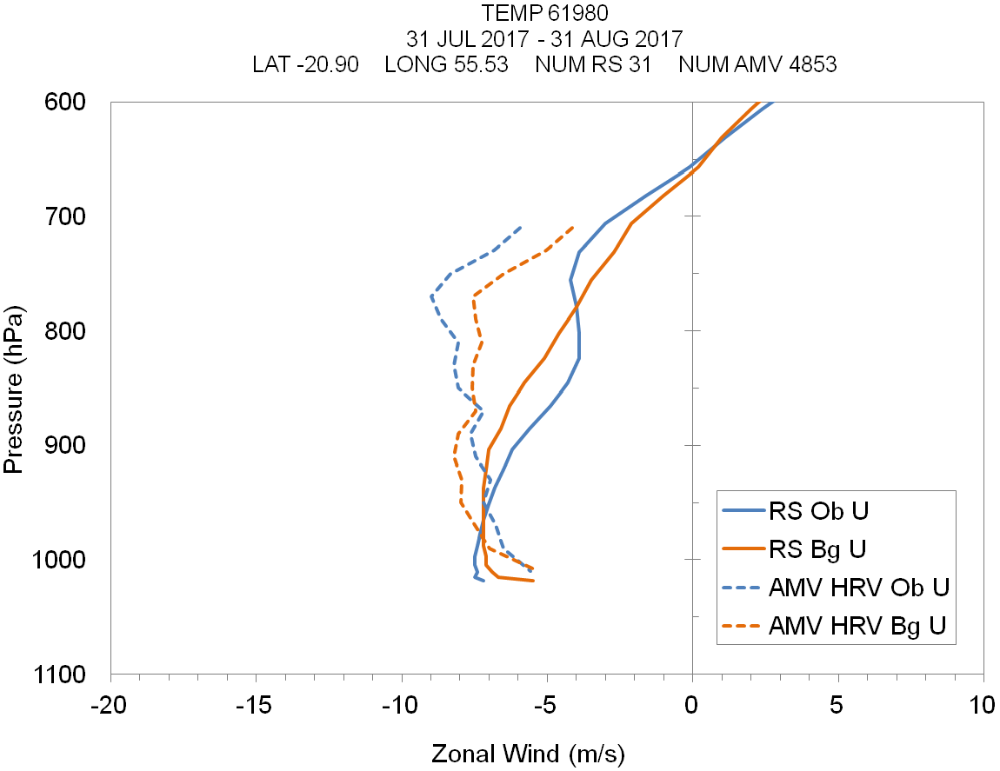 TEMP 61980
31 JUL 2017 - 31 AUG 2017
LAT -20.90 LONG 55.53 NUM RS 31 NUM AMV 4853
600
700
800
900
1000
1100
Pressure (hPa)
-20 -15 -10 -5 0 5 10
Zonal Wind (m/s)
RS Ob U
RS Bg U
AMV HRV Ob U
AMV HRV Bg U